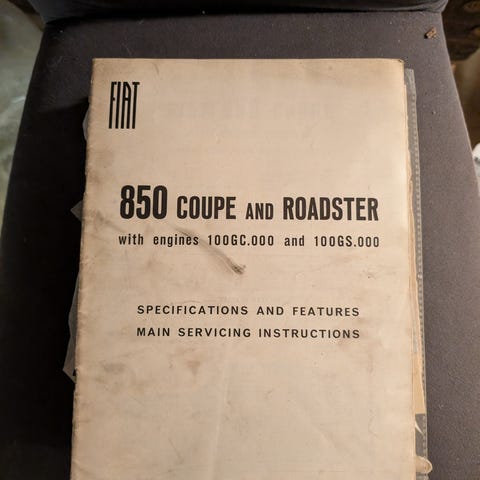 FIAT
850 COUPE AND ROADSTER
with engines 100GC.000 and 100GS.000
SPECIFICATIONS AND FEATURES
MAIN SERVICING INSTRUCTIONS